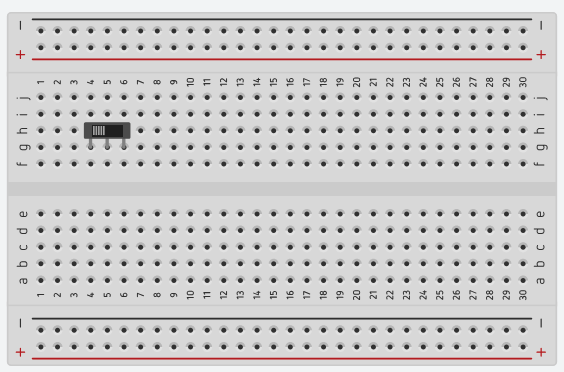 − −
+ +
1 2 3 4 5 6 7 8 9 10 11 12 13 14 15 16 17 18 19 20 21 22 23 24 25 26 27 28 29 30
j j
i i
h h
g g
f f
e e
d d
c c
b b
a a
1 2 3 4 5 6 7 8 9 10 11 12 13 14 15 16 17 18 19 20 21 22 23 24 25 26 27 28 29 30
− −
+ +